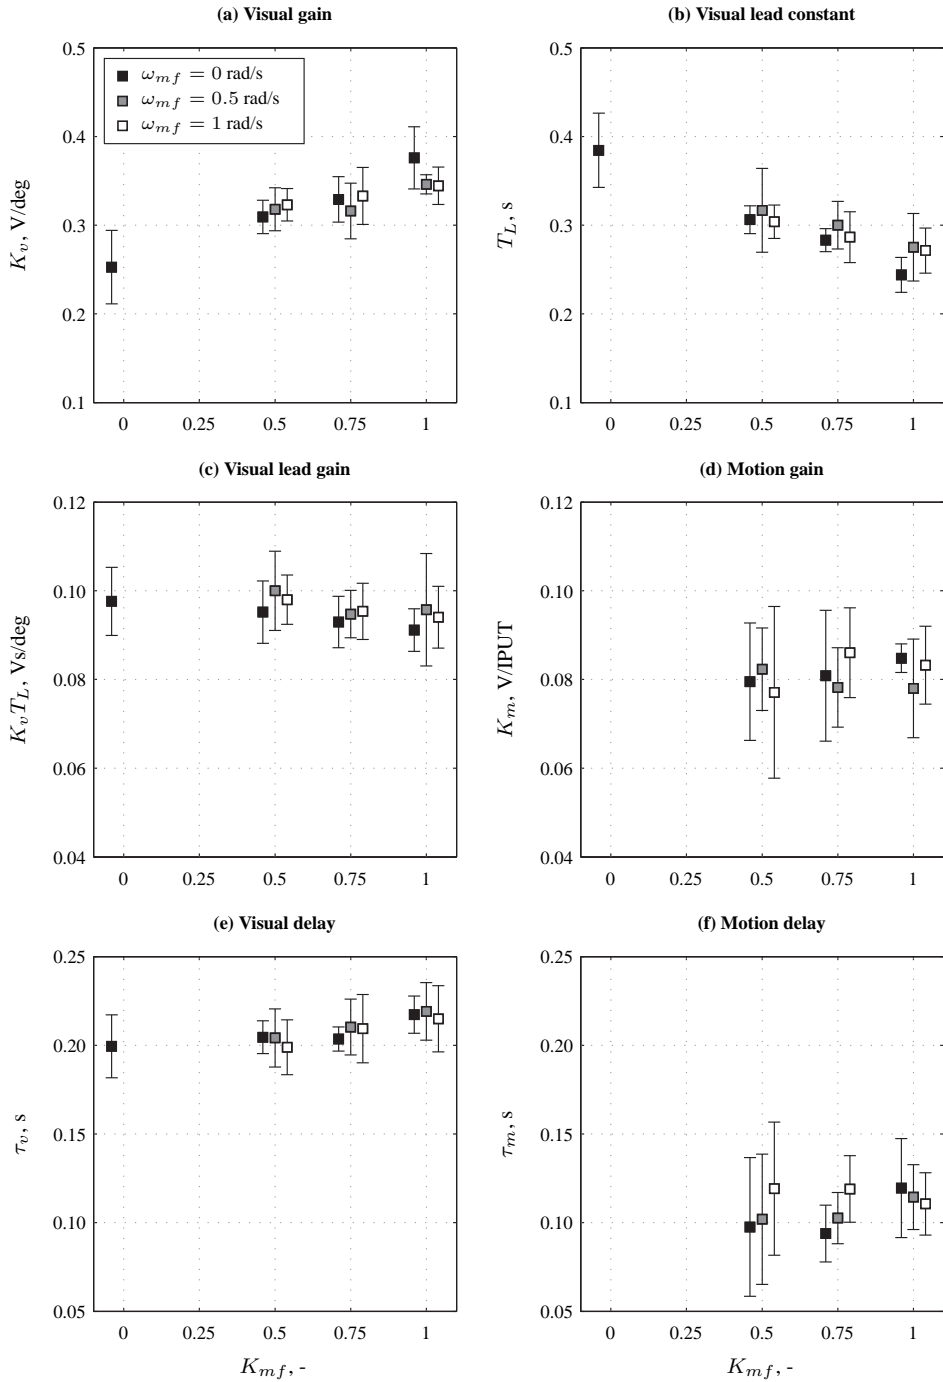 (a) Visual gain
0.5
0.4
0.3
0.2
0.1
K_v, V/deg
ω_mf = 0 rad/s
ω_mf = 0.5 rad/s
ω_mf = 1 rad/s
0 0.25 0.5 0.75 1
(b) Visual lead constant
0.5
0.4
0.3
0.2
0.1
T_L, s
0 0.25 0.5 0.75 1
(c) Visual lead gain
0.12
0.10
0.08
0.06
0.04
K_vT_L, Vs/deg
0 0.25 0.5 0.75 1
(d) Motion gain
0.12
0.10
0.08
0.06
0.04
K_m, V/IPUT
0 0.25 0.5 0.75 1
(e) Visual delay
0.25
0.20
0.15
0.10
0.05
τ_v, s
0 0.25 0.5 0.75 1
K_mf, -
(f) Motion delay
0.25
0.20
0.15
0.10
0.05
τ_m, s
0 0.25 0.5 0.75 1
K_mf, -